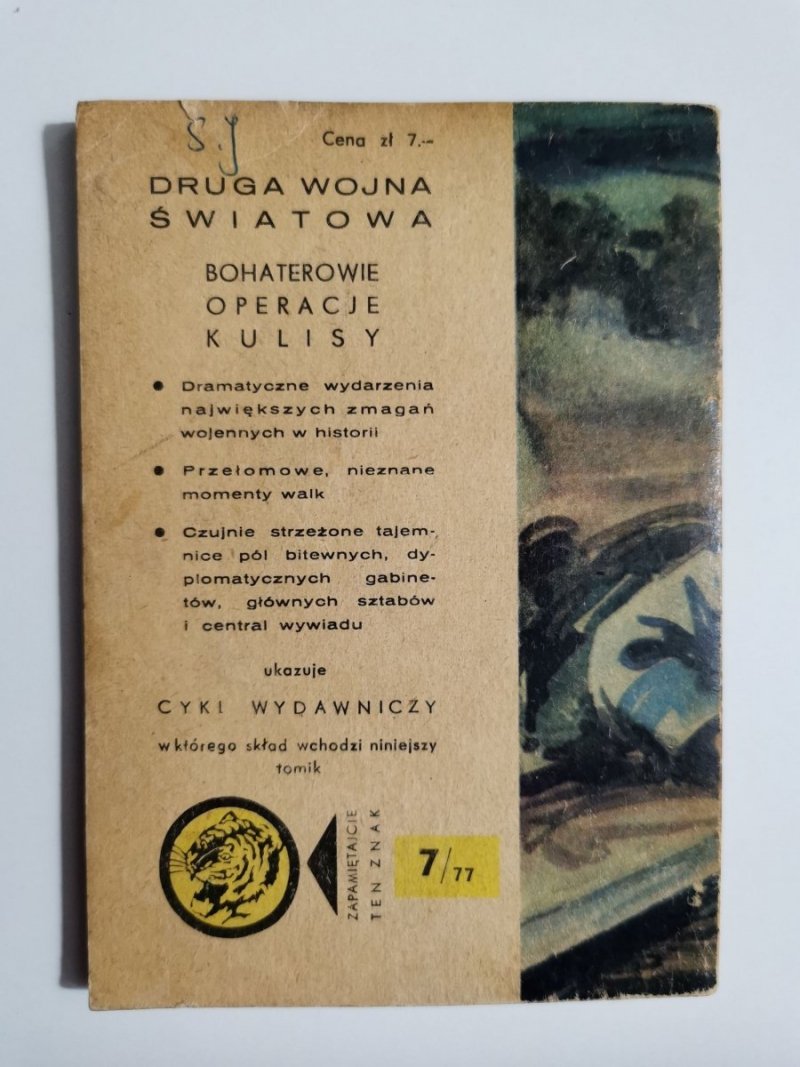 S.J
Cena zł 7.--
DRUGA WOJNA
ŚWIATOWA
BOHATEROWIE
OPERACJE
KULISY
● Dramatyczne wydarzenia
największych zmagań
wojennych w historii
● Przełomowe, nieznane
momenty walk
● Czujnie strzeżone tajem-
nice pól bitewnych, dy-
plomatycznych gabine-
tów, głównych sztabów
i central wywiadu
ukazuje
CYKL WYDAWNICZY
w którego skład wchodzi niniejszy
tomik
ZAPAMIĘTAJCIE
TEN ZNAK
7/77